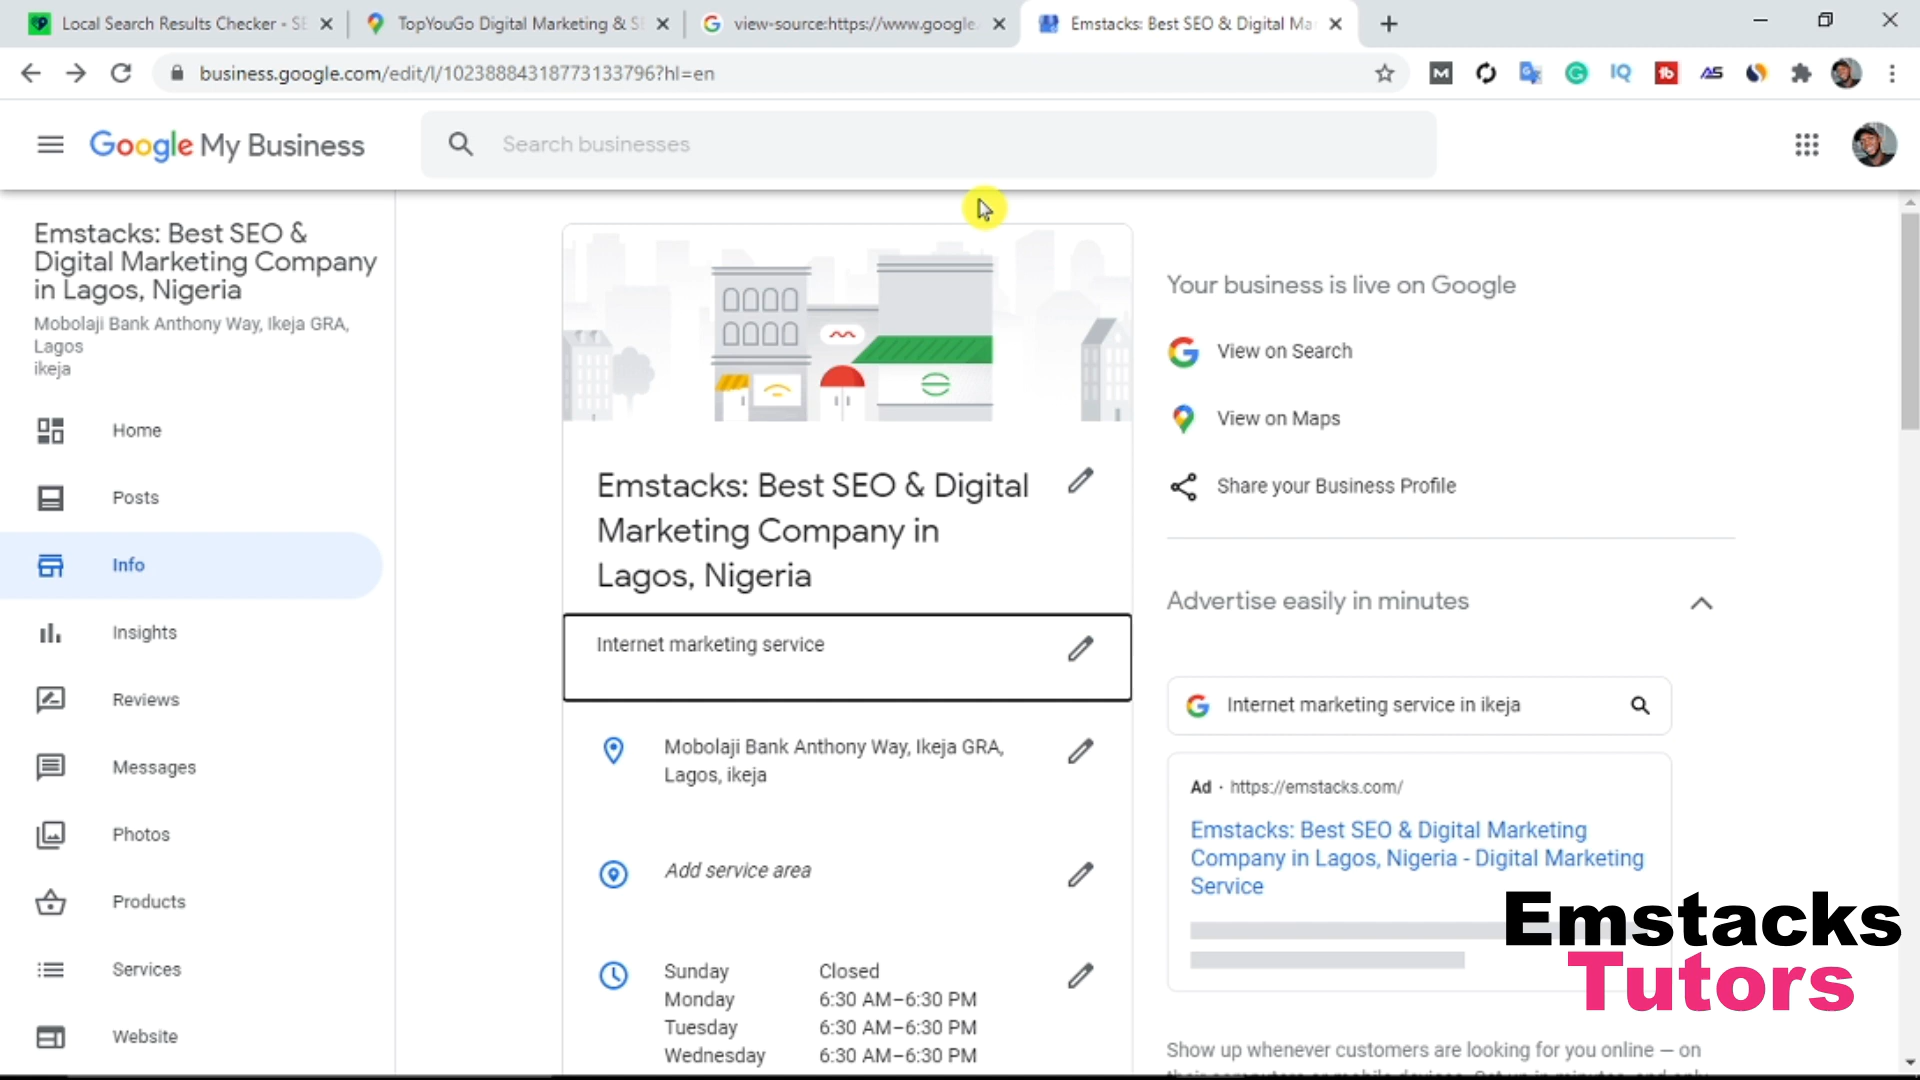 Local Search Results Checker - SE
TopYouGo Digital Marketing & S
view-source:https://www.google.
Emstacks: Best SEO & Digital Mar
business.google.com/edit/l/10238884318773133796?hl=en
Google My Business
Search businesses
Emstacks: Best SEO &
Digital Marketing Company
in Lagos, Nigeria
Mobolaji Bank Anthony Way, Ikeja GRA,
Lagos
ikeja
Home
Posts
Info
Insights
Reviews
Messages
Photos
Products
Services
Website
Emstacks: Best SEO & Digital
Marketing Company in
Lagos, Nigeria
Internet marketing service
Mobolaji Bank Anthony Way, Ikeja GRA,
Lagos, ikeja
Add service area
Sunday Closed
Monday 6:30 AM–6:30 PM
Tuesday 6:30 AM–6:30 PM
Wednesday 6:30 AM–6:30 PM
Your business is live on Google
View on Search
View on Maps
Share your Business Profile
Advertise easily in minutes
Internet marketing service in ikeja
Ad · https://emstacks.com/
Emstacks: Best SEO & Digital Marketing
Company in Lagos, Nigeria - Digital Marketing
Service
Emstacks
Tutors
Show up whenever customers are looking for you online — on